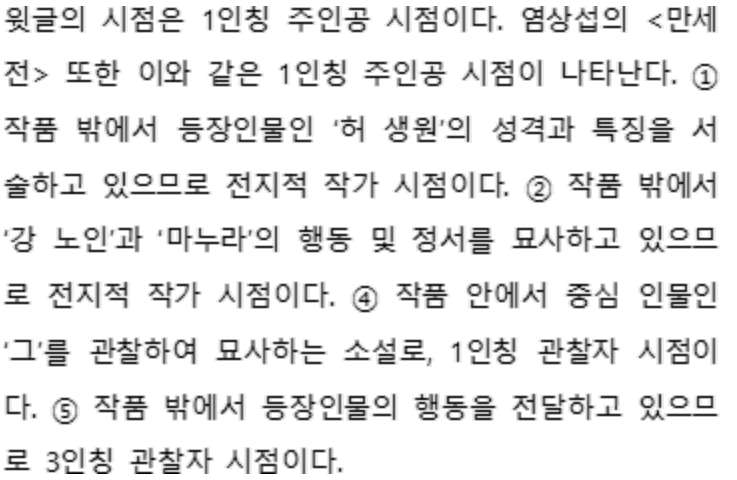 윗글의 시점은 1인칭 주인공 시점이다. 염상섭의 <만세
전> 또한 이와 같은 1인칭 주인공 시점이 나타난다. ①
작품 밖에서 등장인물인 '허 생원'의 성격과 특징을 서
술하고 있으므로 전지적 작가 시점이다. ② 작품 밖에서
'강 노인'과 '마누라'의 행동 및 정서를 묘사하고 있으므
로 전지적 작가 시점이다. ④ 작품 안에서 중심 인물인
'그'를 관찰하여 묘사하는 소설로, 1인칭 관찰자 시점이
다. ⑤ 작품 밖에서 등장인물의 행동을 전달하고 있으므
로 3인칭 관찰자 시점이다.